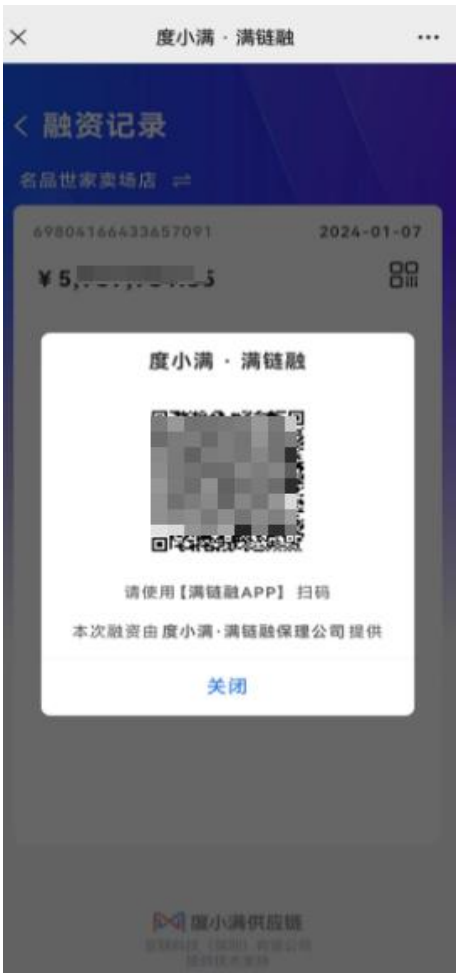 度小满 · 满链融
融资记录
名品世家卖场店
69804166433657091 2024-01-07
度小满 · 满链融
请使用【满链融APP】扫码
本次融资由度小满·满链融保理公司提供
关闭
度小满供应链